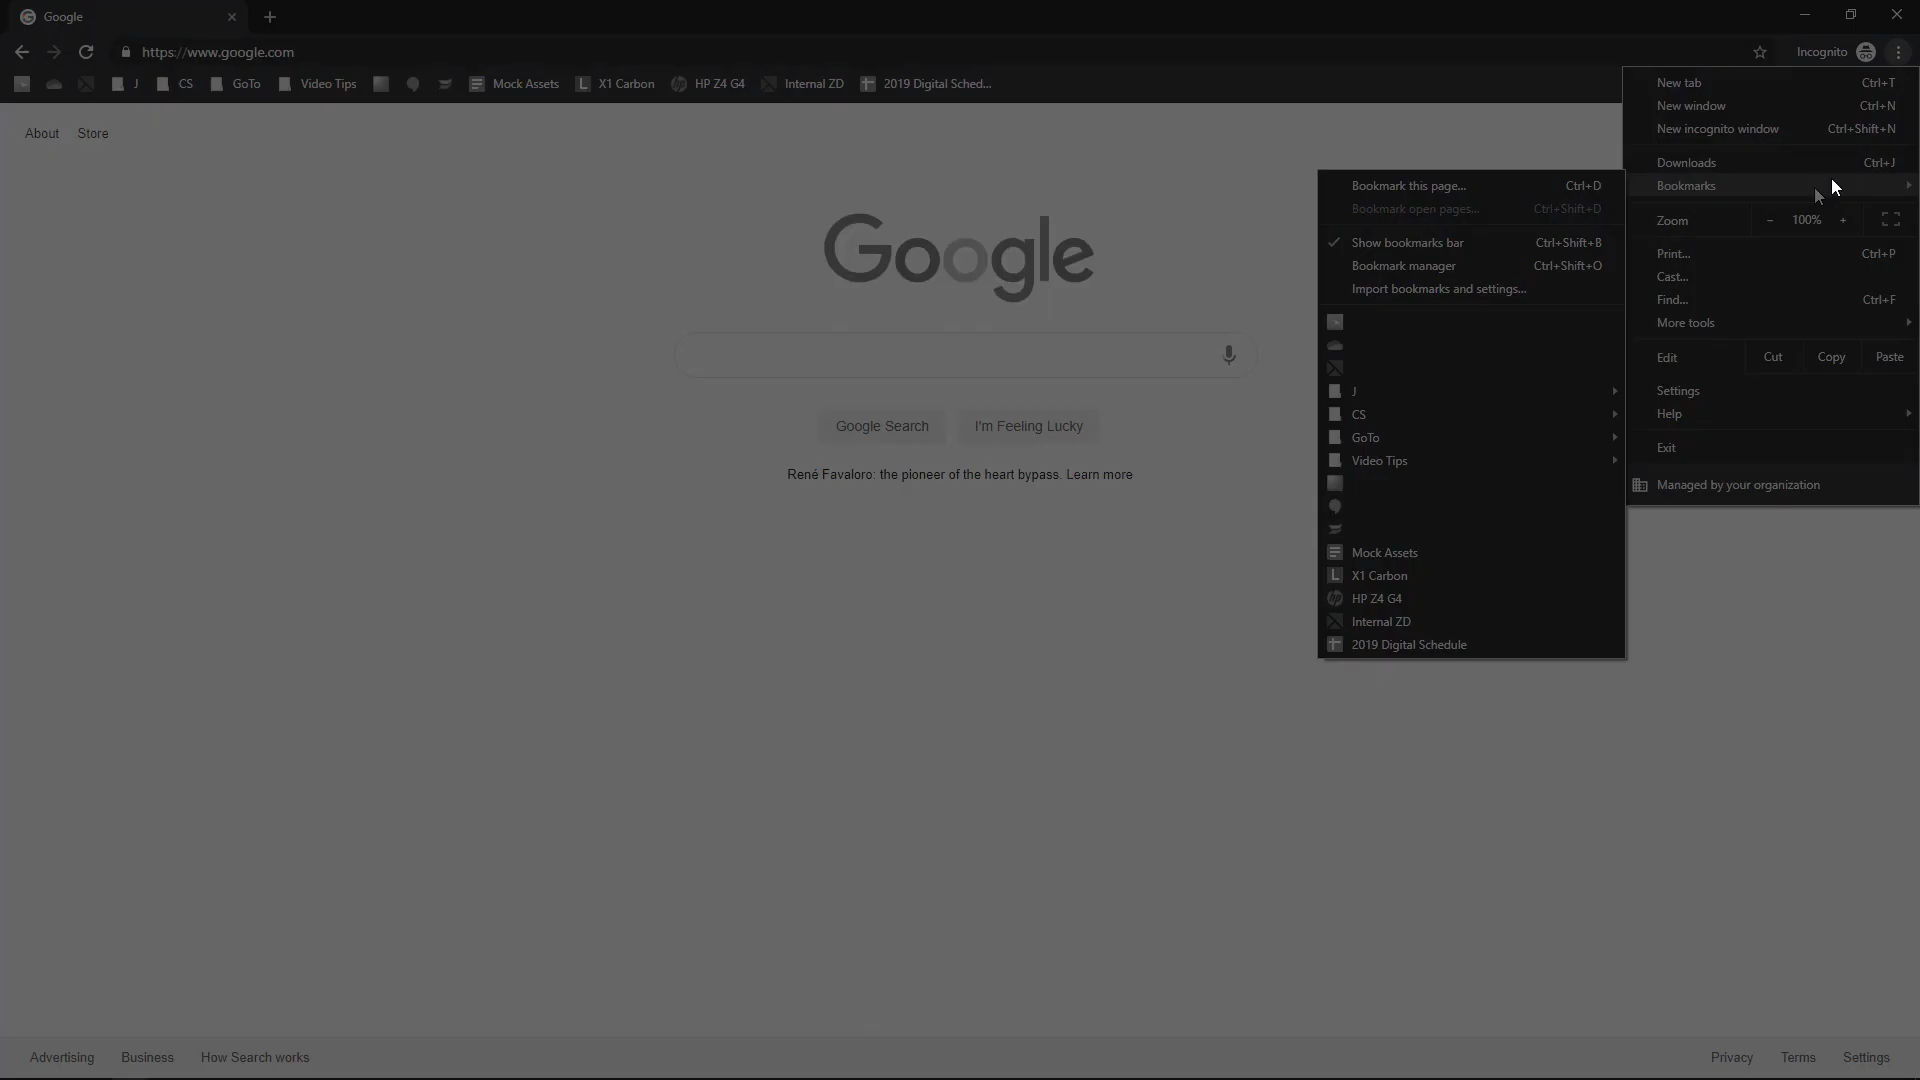 Google
https://www.google.com
Incognito
J CS GoTo Video Tips Mock Assets X1 Carbon HP Z4 G4 Internal ZD 2019 Digital Sched...
About Store
Google
Google Search I'm Feeling Lucky
René Favaloro: the pioneer of the heart bypass. Learn more
New tab Ctrl+T
New window Ctrl+N
New incognito window Ctrl+Shift+N
Downloads Ctrl+J
Bookmarks
Zoom - 100% +
Print... Ctrl+P
Cast...
Find... Ctrl+F
More tools
Edit Cut Copy Paste
Settings
Help
Exit
Managed by your organization
Bookmark this page... Ctrl+D
Bookmark open pages... Ctrl+Shift+D
Show bookmarks bar Ctrl+Shift+B
Bookmark manager Ctrl+Shift+O
Import bookmarks and settings...
J
CS
GoTo
Video Tips
Mock Assets
X1 Carbon
HP Z4 G4
Internal ZD
2019 Digital Schedule
Advertising Business How Search works Privacy Terms Settings